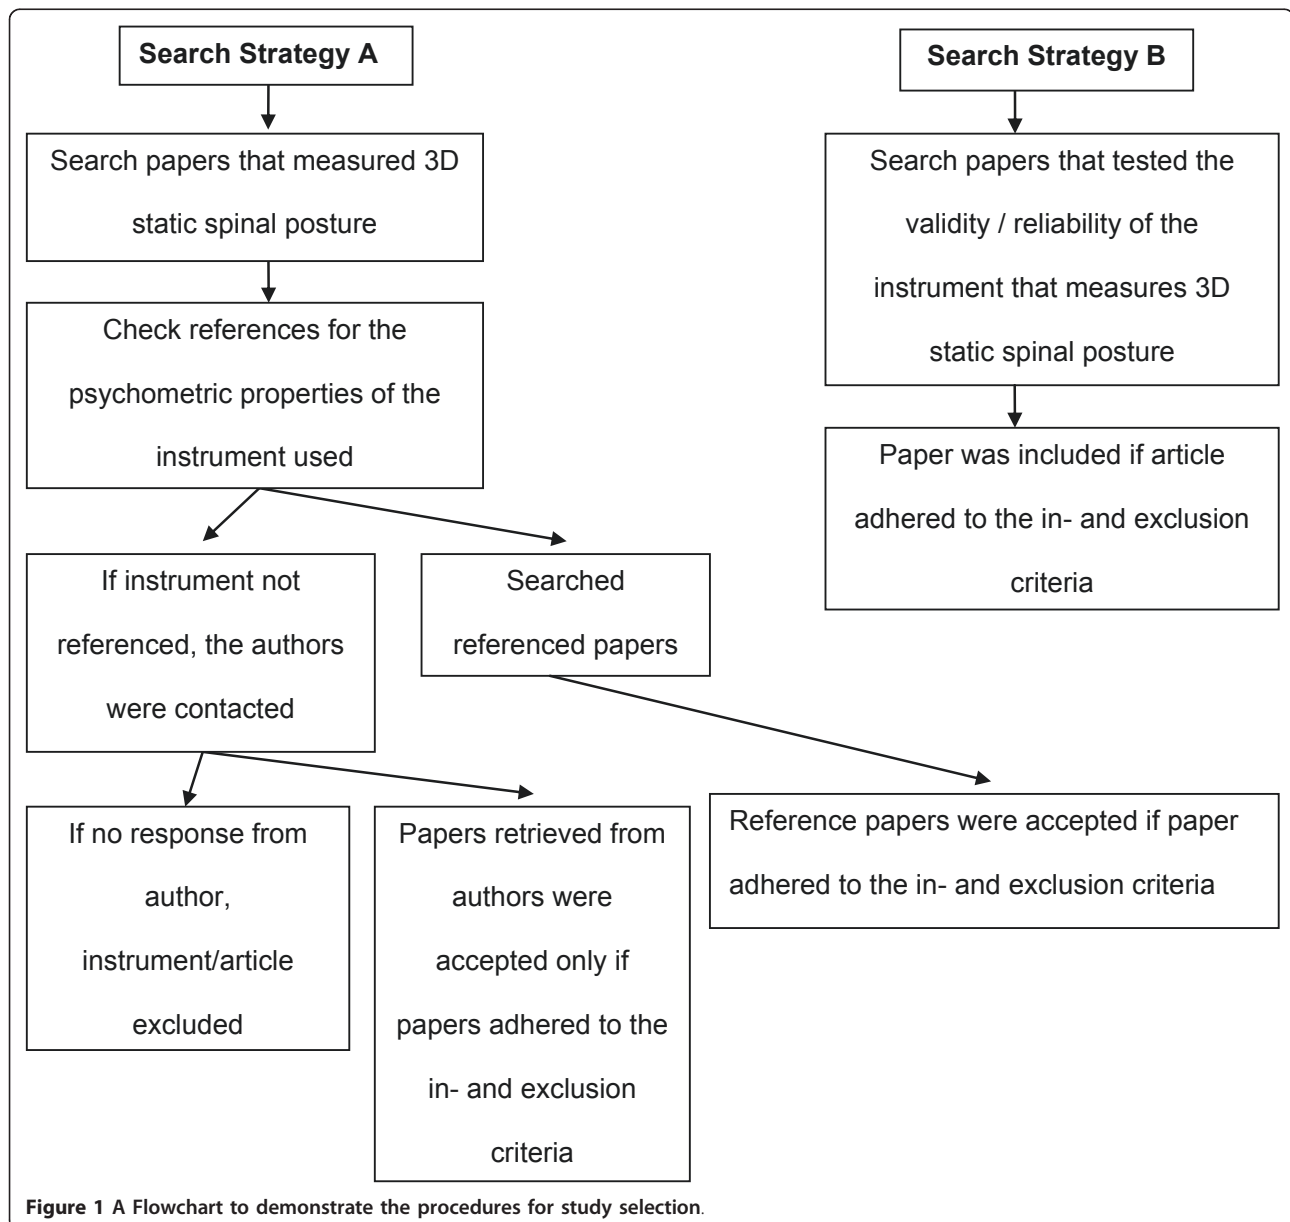 Search Strategy A
Search papers that measured 3D
static spinal posture
Check references for the
psychometric properties of the
instrument used
If instrument not
referenced, the authors
were contacted
Searched
referenced papers
If no response from
author,
instrument/article
excluded
Papers retrieved from
authors were
accepted only if
papers adhered to the
in- and exclusion
criteria
Reference papers were accepted if paper
adhered to the in- and exclusion criteria
Search Strategy B
Search papers that tested the
validity / reliability of the
instrument that measures 3D
static spinal posture
Paper was included if article
adhered to the in- and exclusion
criteria
Figure 1 A Flowchart to demonstrate the procedures for study selection.